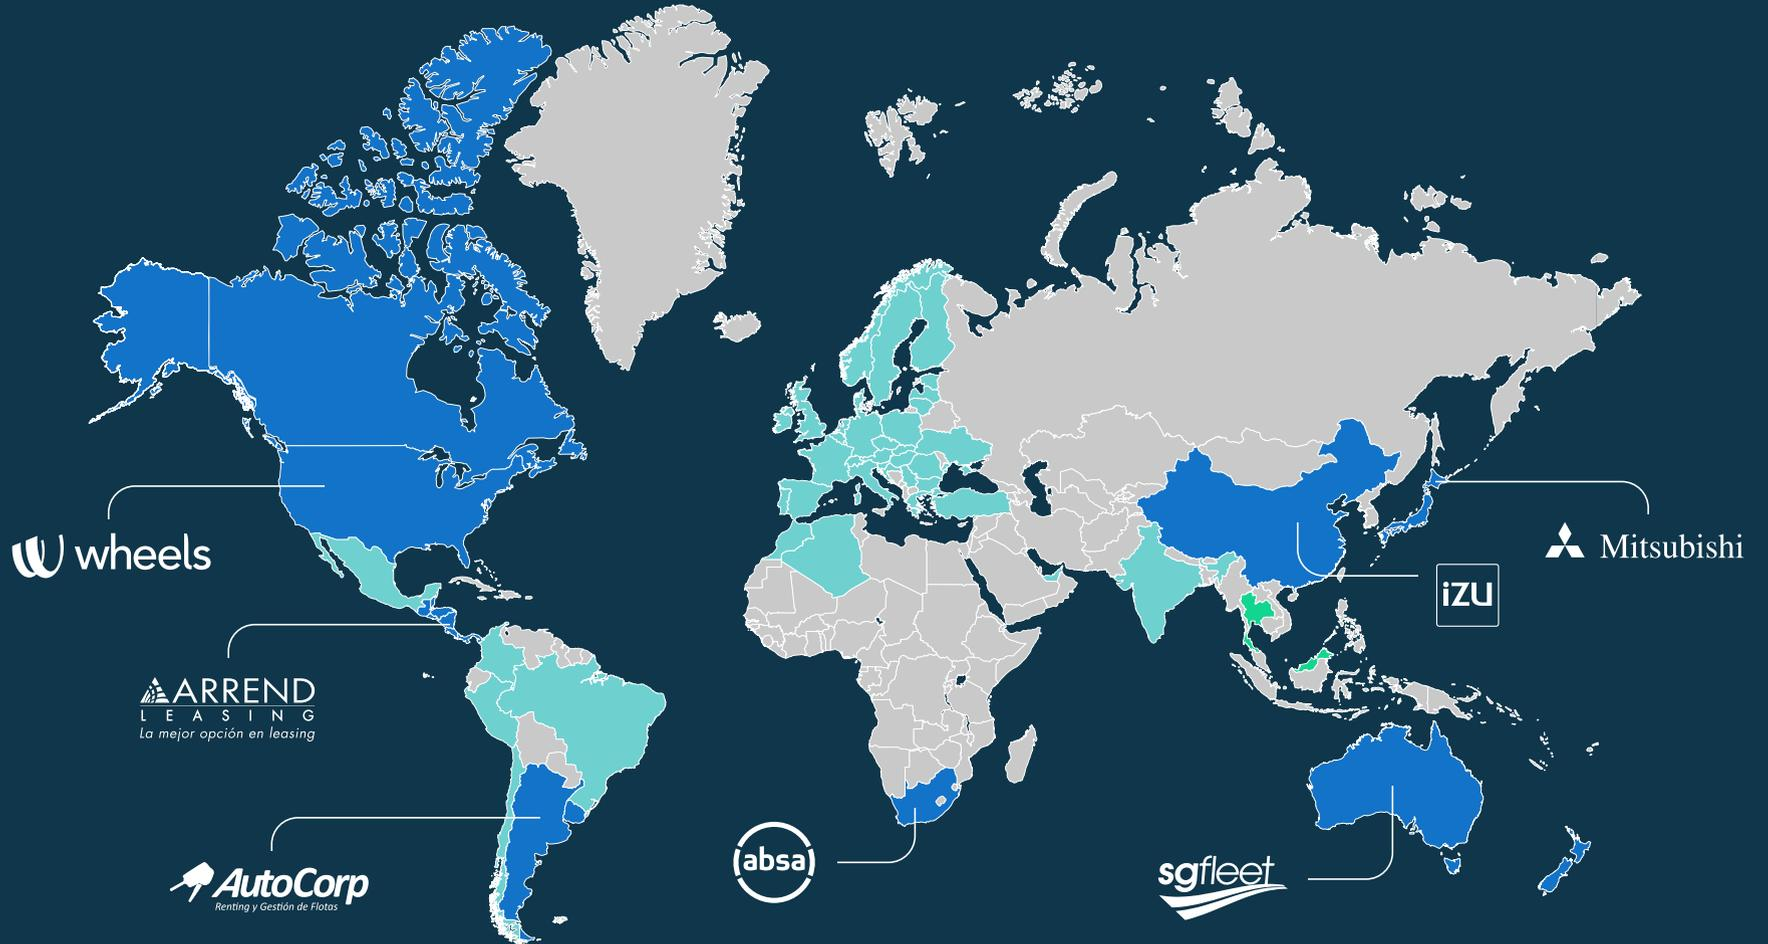 wheels
Mitsubishi
iZU
ARREND
LEASING
La mejor opción en leasing
absa
sgfleet
AutoCorp
Renting y Gestión de Flotas